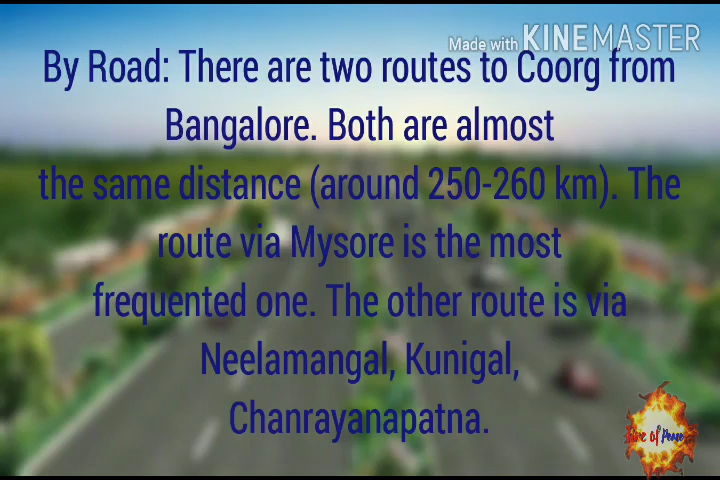 Made with KINEMASTER
By Road: There are two routes to Coorg from
Bangalore. Both are almost
the same distance (around 250-260 km). The
route via Mysore is the most
frequented one. The other route is via
Neelamangal, Kunigal,
Chanrayanapatna.
of Peace